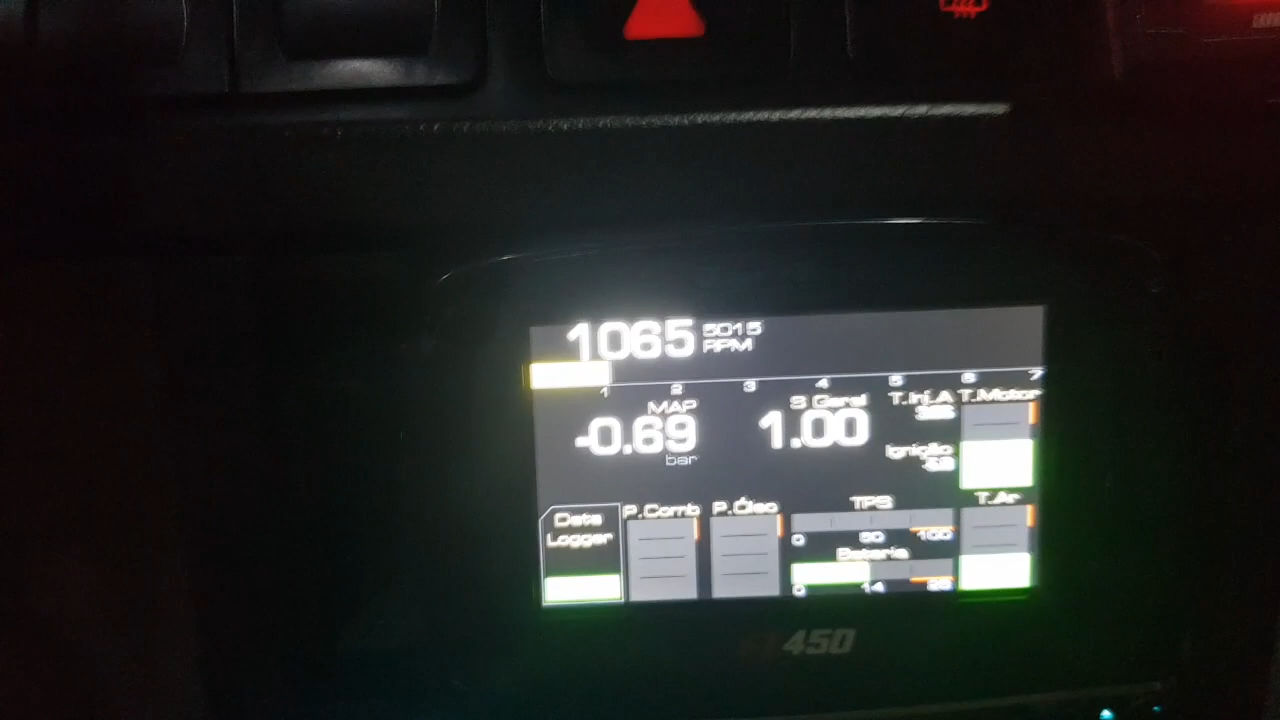 1065 5015
RPM
1 2 3 4 5 6 7
MAP
-0.69
bar
S Geral
1.00
T.Inj.A
Ignição
T.Motor
Data
Logger
P.Comb
P.Óleo
TPS
0 50 100
Bateria
0 14
T.Ar
450